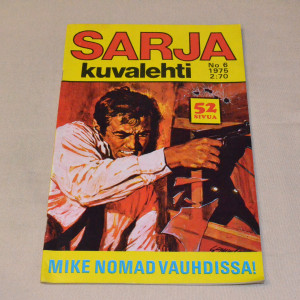 SARJA
kuvalehti
No 6
1975
2:70
52
SIVUA
MIKE NOMAD VAUHDISSA!